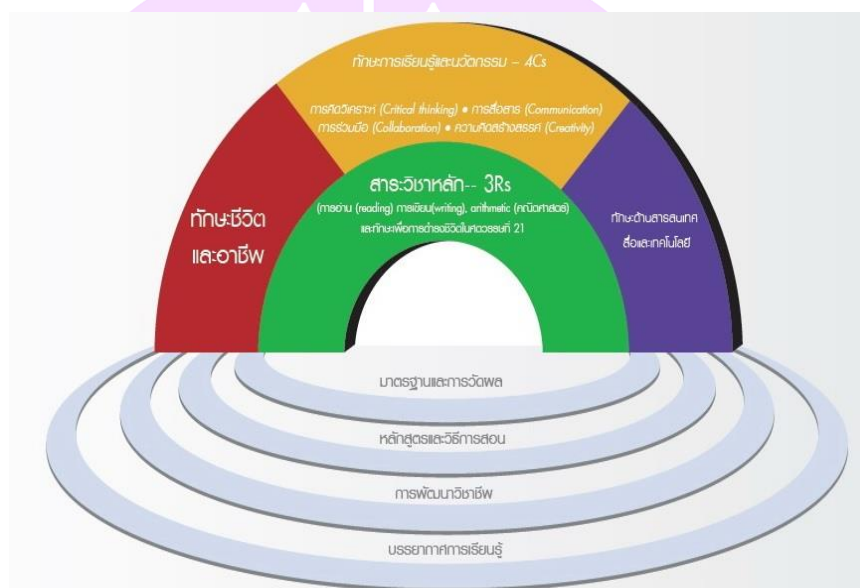 ทักษะการเรียนรู้และนวัตกรรม – 4Cs
การคิดวิเคราะห์ (Critical thinking) • การสื่อสาร (Communication)
การร่วมมือ (Collaboration) • ความคิดสร้างสรรค์ (Creativity)
สาระวิชาหลัก-- 3Rs
(การอ่าน (reading) การเขียน(writing), arithmetic (คณิตศาสตร์)
และทักษะเพื่อการดำรงชีวิตในศตวรรษที่ 21
ทักษะชีวิต
และอาชีพ
ทักษะด้านสารสนเทศ
สื่อและเทคโนโลยี
มาตรฐานและการวัดผล
หลักสูตรและวิธีการสอน
การพัฒนาวิชาชีพ
บรรยากาศการเรียนรู้